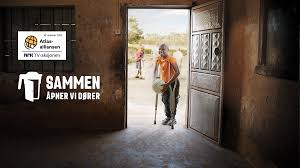 Atlas-
alliansen
NRK TV-aksjonen
SAMMEN
ÅPNER VI DØRER